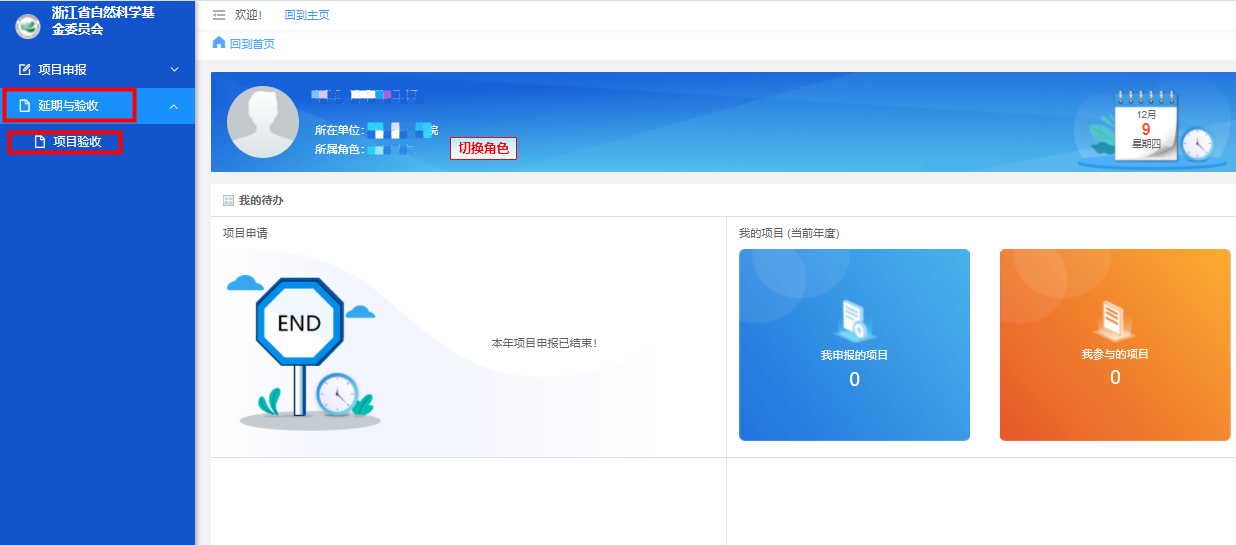 浙江省自然科学基
金委员会
欢迎！ 回到主页
回到首页
项目申报
延期与验收
项目验收
所在单位： 院
所属角色：
切换角色
12月
9
星期四
我的待办
项目申请
END
本年项目申报已结束！
我的项目 (当前年度)
我申报的项目
0
我参与的项目
0